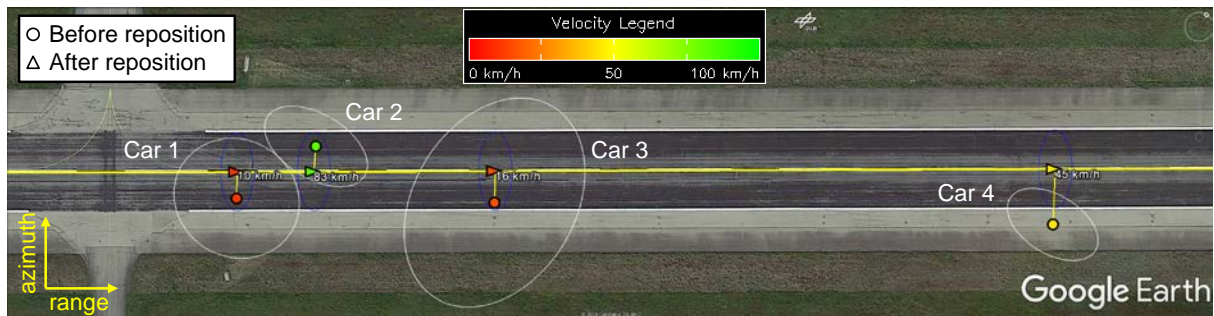 Before reposition
After reposition
Velocity Legend
0 km/h 50 100 km/h
Car 1
Car 2
Car 3
Car 4
10 km/h
83 km/h
16 km/h
45 km/h
azimuth
range
Google Earth